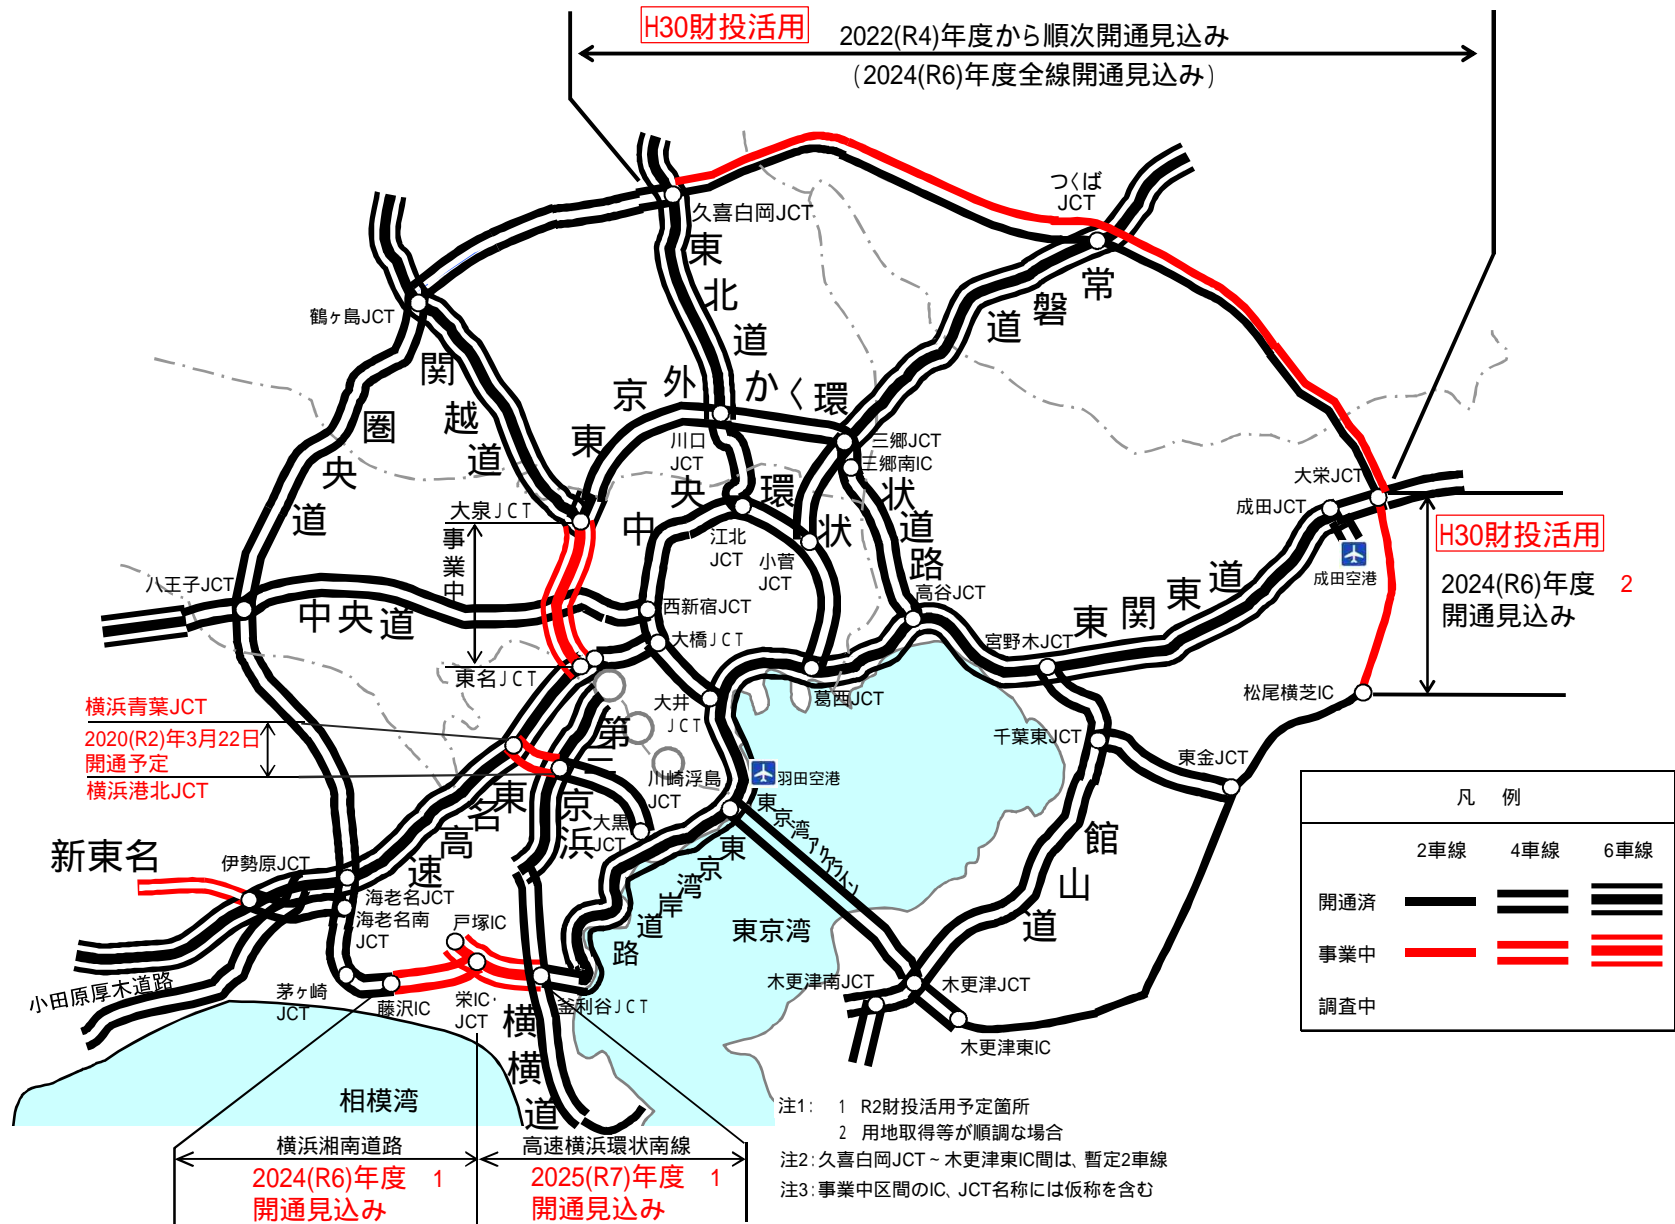 H30財投活用
2022(R4)年度から順次開通見込み
(2024(R6)年度全線開通見込み)
つくば
JCT
久喜白岡JCT
東北道
常磐道
鶴ヶ島JCT
関越道
圏央道
東京外かく環状道路
川口
JCT
三郷JCT
三郷南IC
大栄JCT
成田JCT
成田空港
H30財投活用
2024(R6)年度 2
開通見込み
大泉JCT
事業中
中央環状
江北
JCT
小菅
JCT
八王子JCT
中央道
西新宿JCT
大橋JCT
高谷JCT
宮野木JCT
東関東道
東名JCT
大井
JCT
葛西JCT
松尾横芝IC
横浜青葉JCT
2020(R2)年3月22日
開通予定
横浜港北JCT
第三京浜
千葉東JCT
東金JCT
川崎浮島
JCT
羽田空港
東京湾アクアライン
大黒
JCT
東名高速
新東名
伊勢原JCT
海老名JCT
海老名南
JCT
戸塚IC
東京湾岸道路
東京湾
館山道
木更津南JCT
木更津JCT
木更津東IC
小田原厚木道路
茅ヶ崎
JCT
藤沢IC
栄IC・
JCT
釜利谷JCT
横横道
相模湾
横浜湘南道路
2024(R6)年度 1
開通見込み
高速横浜環状南線
2025(R7)年度 1
開通見込み
凡 例
2車線 4車線 6車線
開通済
事業中
調査中
注1: 1 R2財投活用予定箇所
2 用地取得等が順調な場合
注2:久喜白岡JCT~木更津東IC間は、暫定2車線
注3:事業中区間のIC、JCT名称には仮称を含む